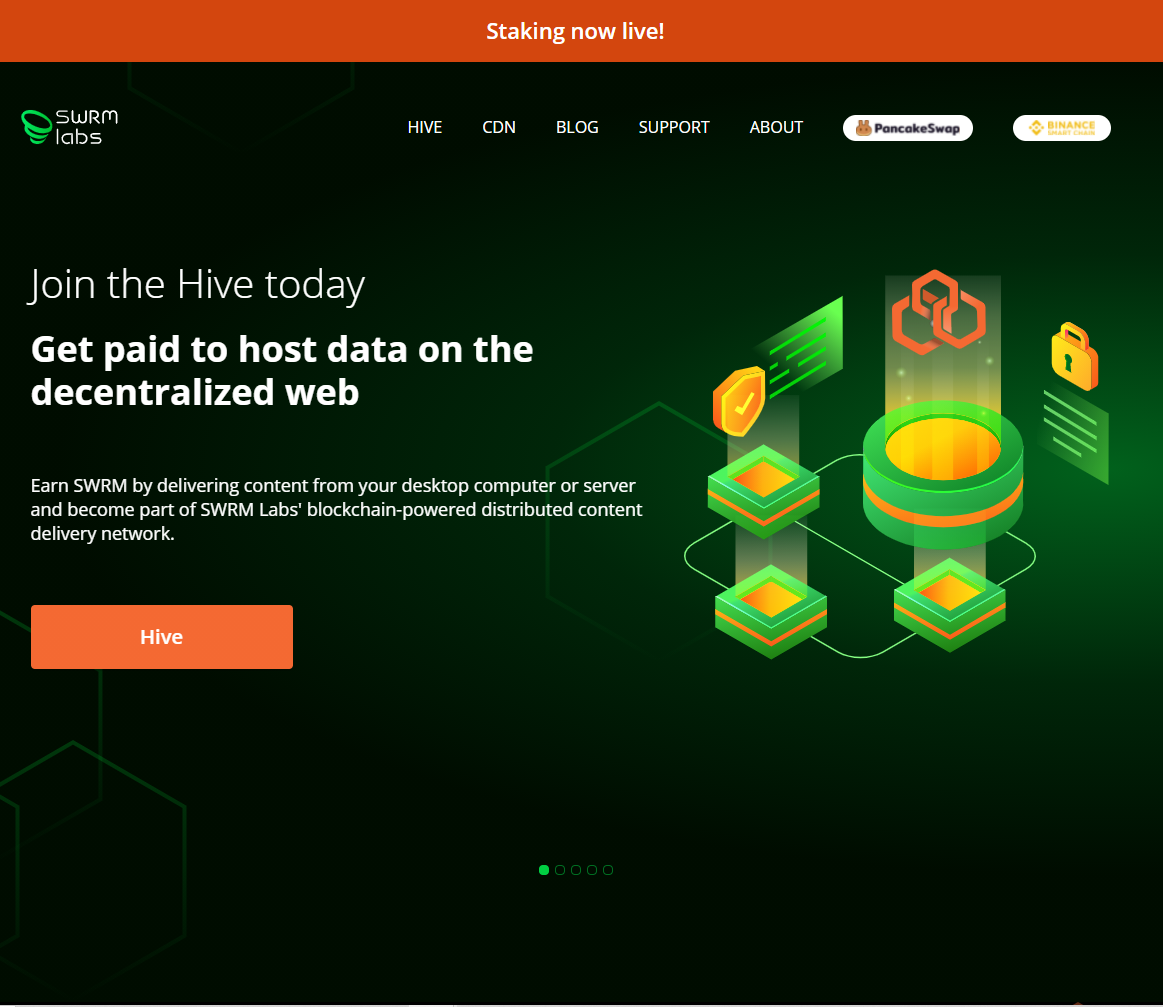 Staking now live!
SWRM
labs
HIVE CDN BLOG SUPPORT ABOUT PancakeSwap BINANCE
SMART CHAIN
Join the Hive today
Get paid to host data on the
decentralized web
Earn SWRM by delivering content from your desktop computer or server
and become part of SWRM Labs' blockchain-powered distributed content
delivery network.
Hive